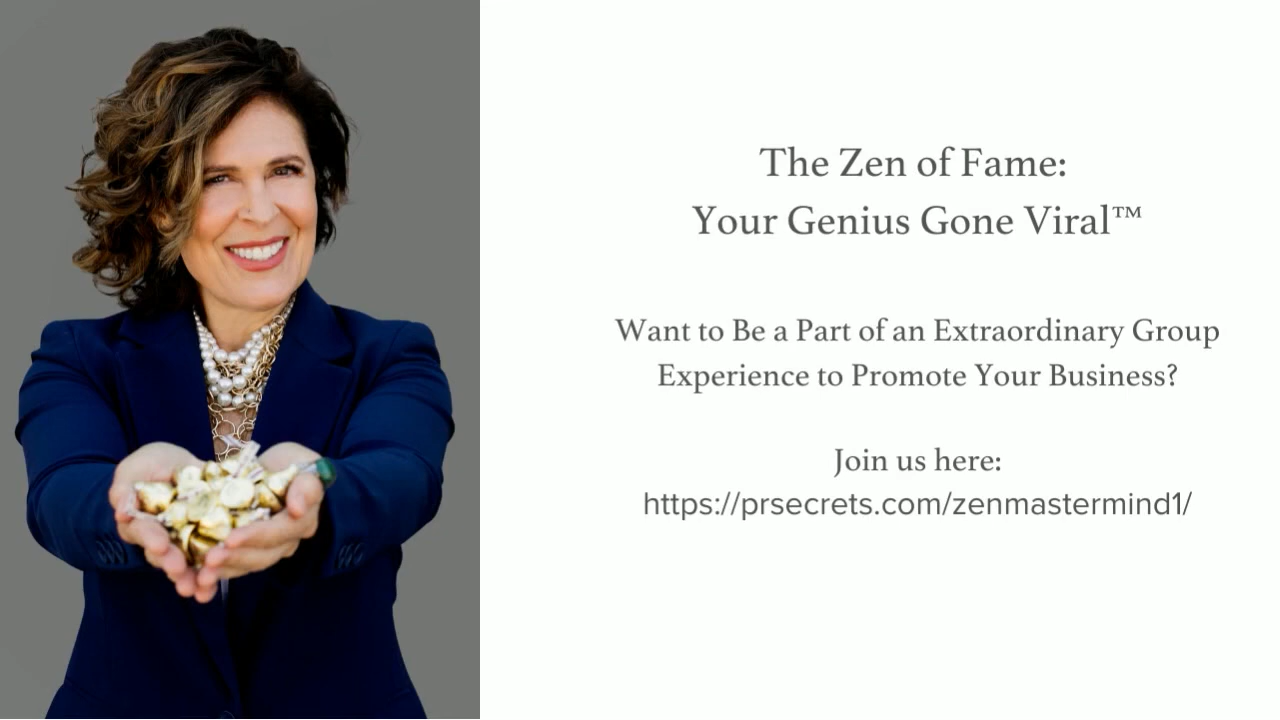 The Zen of Fame:
Your Genius Gone Viral™
Want to Be a Part of an Extraordinary Group
Experience to Promote Your Business?
Join us here:
https://prsecrets.com/zenmastermind1/